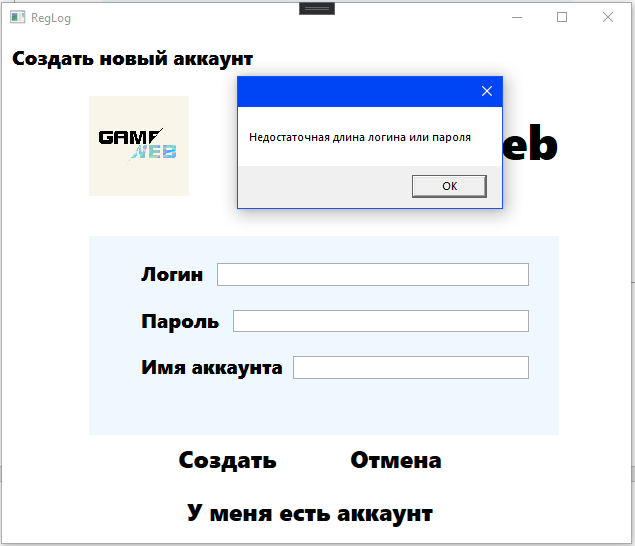 RegLog
Создать новый аккаунт
GAME
WEB
eb
Недостаточная длина логина или пароля
OK
Логин
Пароль
Имя аккаунта
Создать
Отмена
У меня есть аккаунт